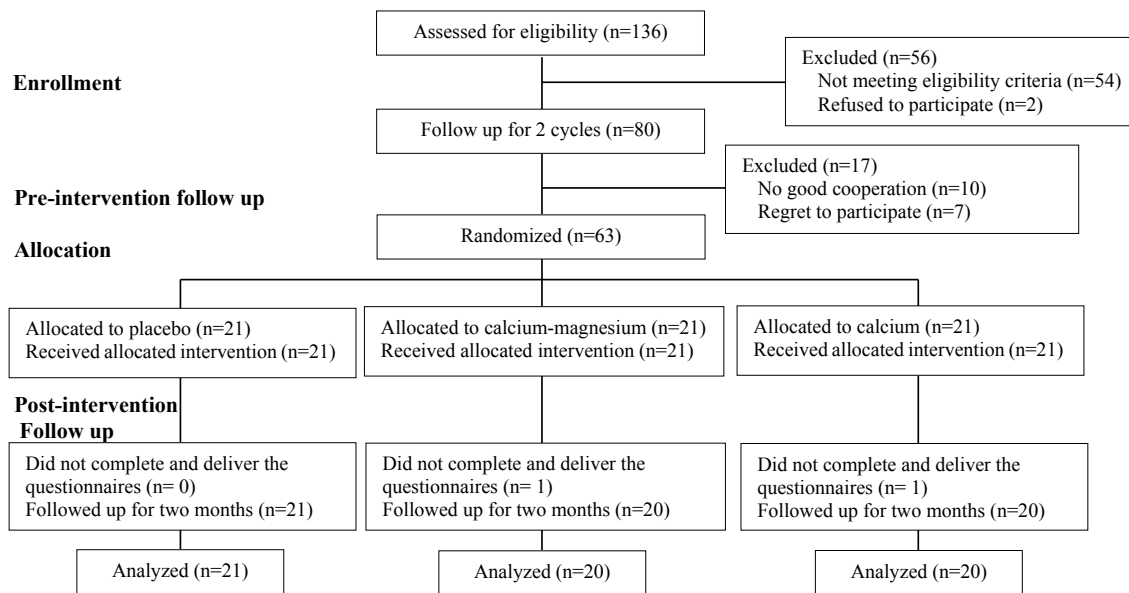 Assessed for eligibility (n=136)
Enrollment
Excluded (n=56)
Not meeting eligibility criteria (n=54)
Refused to participate (n=2)
Follow up for 2 cycles (n=80)
Pre-intervention follow up
Excluded (n=17)
No good cooperation (n=10)
Regret to participate (n=7)
Randomized (n=63)
Allocation
Allocated to placebo (n=21)
Received allocated intervention (n=21)
Allocated to calcium-magnesium (n=21)
Received allocated intervention (n=21)
Allocated to calcium (n=21)
Received allocated intervention (n=21)
Post-intervention
Follow up
Did not complete and deliver the
questionnaires (n= 0)
Followed up for two months (n=21)
Did not complete and deliver the
questionnaires (n= 1)
Followed up for two months (n=20)
Did not complete and deliver the
questionnaires (n= 1)
Followed up for two months (n=20)
Analyzed (n=21)
Analyzed (n=20)
Analyzed (n=20)